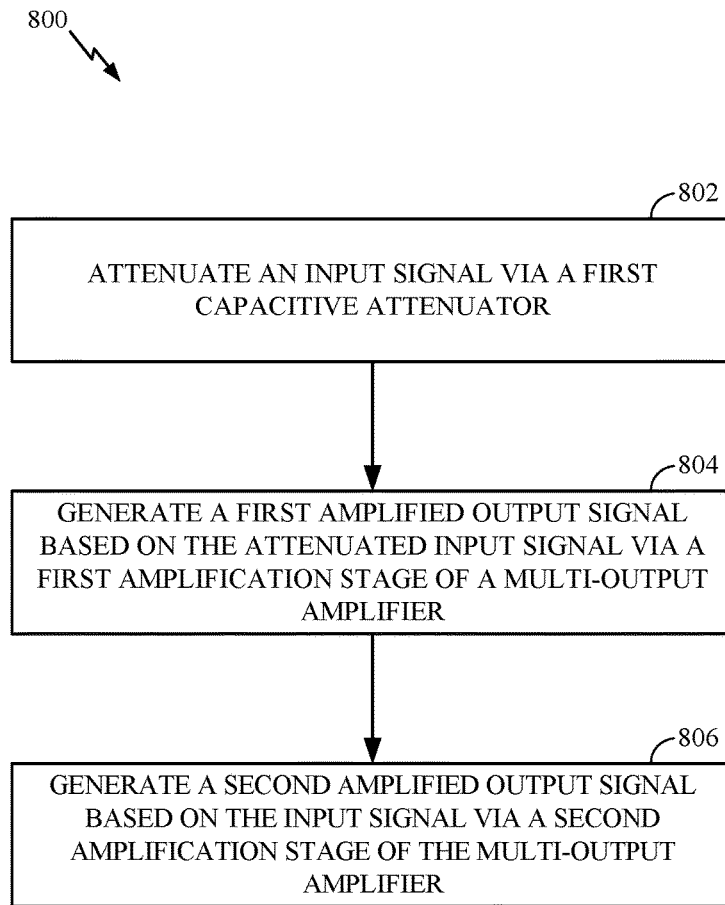 800
802
ATTENUATE AN INPUT SIGNAL VIA A FIRST
CAPACITIVE ATTENUATOR
804
GENERATE A FIRST AMPLIFIED OUTPUT SIGNAL
BASED ON THE ATTENUATED INPUT SIGNAL VIA A
FIRST AMPLIFICATION STAGE OF A MULTI-OUTPUT
AMPLIFIER
806
GENERATE A SECOND AMPLIFIED OUTPUT SIGNAL
BASED ON THE INPUT SIGNAL VIA A SECOND
AMPLIFICATION STAGE OF THE MULTI-OUTPUT
AMPLIFIER